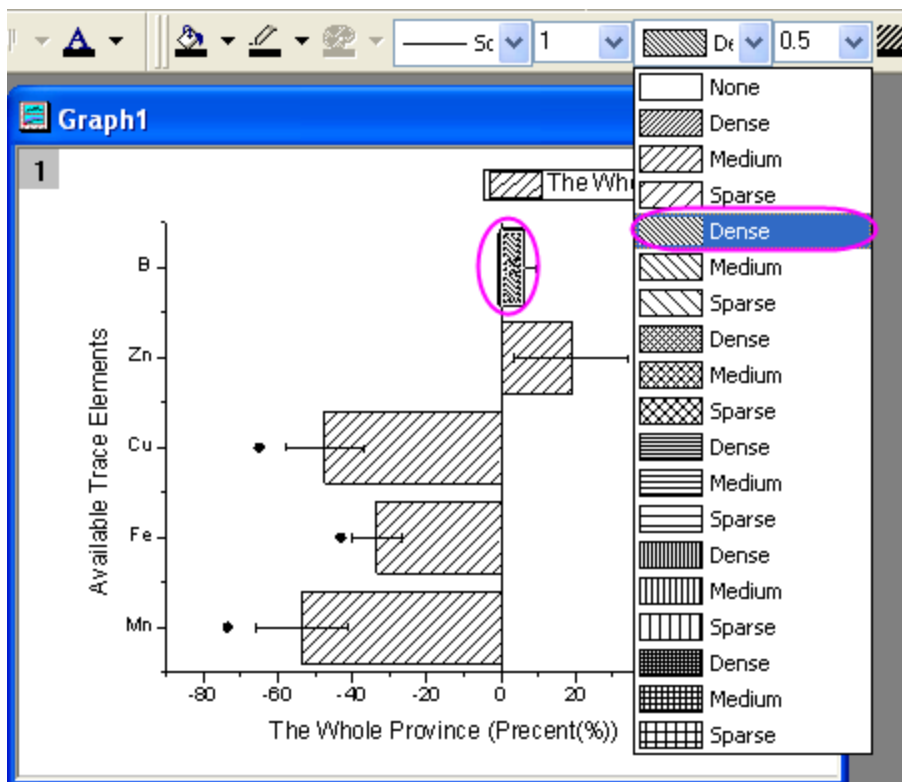 A
Sc
1
De
0.5
Graph1
1
The Wh
B
Zn
Cu
Fe
Mn
Available Trace Elements
-80 -60 -40 -20 0 20
The Whole Province (Precent(%))
None
Dense
Medium
Sparse
Dense
Medium
Sparse
Dense
Medium
Sparse
Dense
Medium
Sparse
Dense
Medium
Sparse
Dense
Medium
Sparse